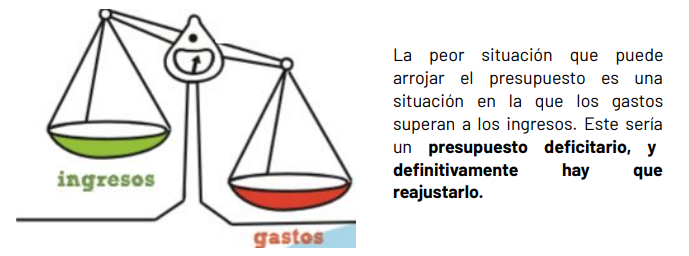 ingresos
gastos
La peor situación que puede
arrojar el presupuesto es una
situación en la que los gastos
superan a los ingresos. Este sería
un presupuesto deficitario, y
definitivamente hay que
reajustarlo.